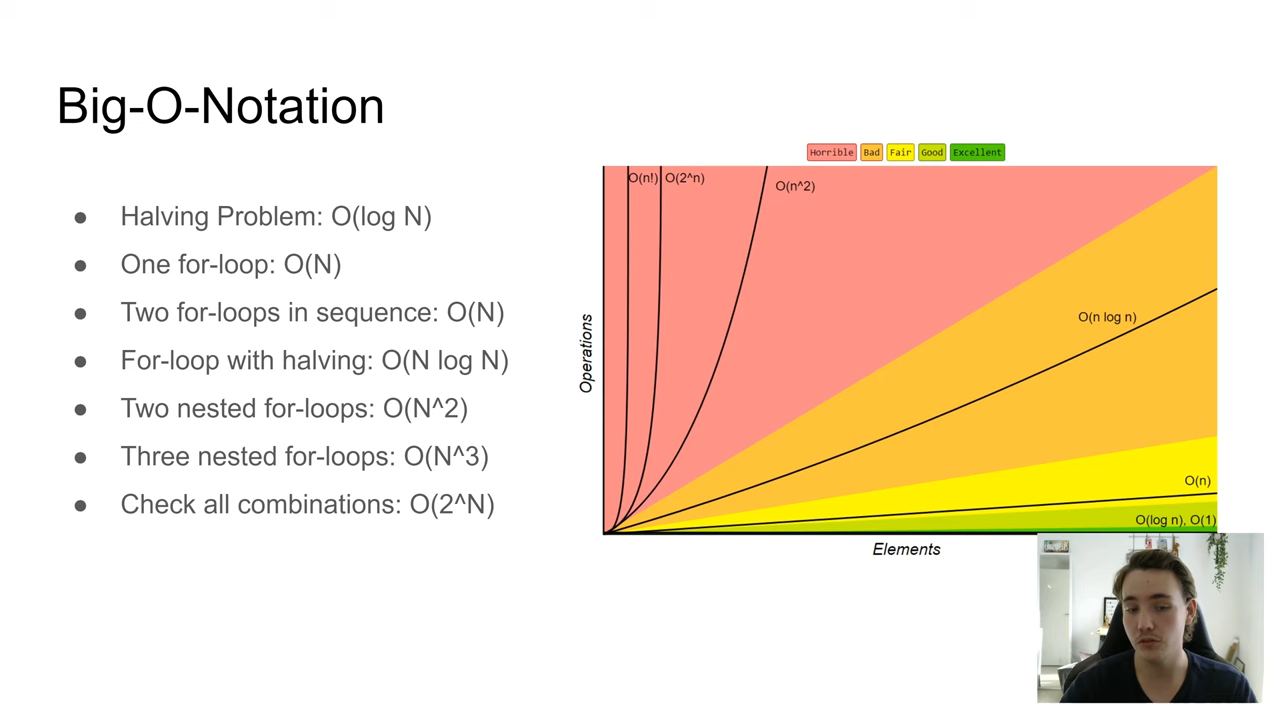 Big-O-Notation
● Halving Problem: O(log N)
● One for-loop: O(N)
● Two for-loops in sequence: O(N)
● For-loop with halving: O(N log N)
● Two nested for-loops: O(N^2)
● Three nested for-loops: O(N^3)
● Check all combinations: O(2^N)
Horrible Bad Fair Good Excellent
O(n!) O(2^n) O(n^2)
O(n log n)
O(n)
O(log n), O(1)
Operations
Elements